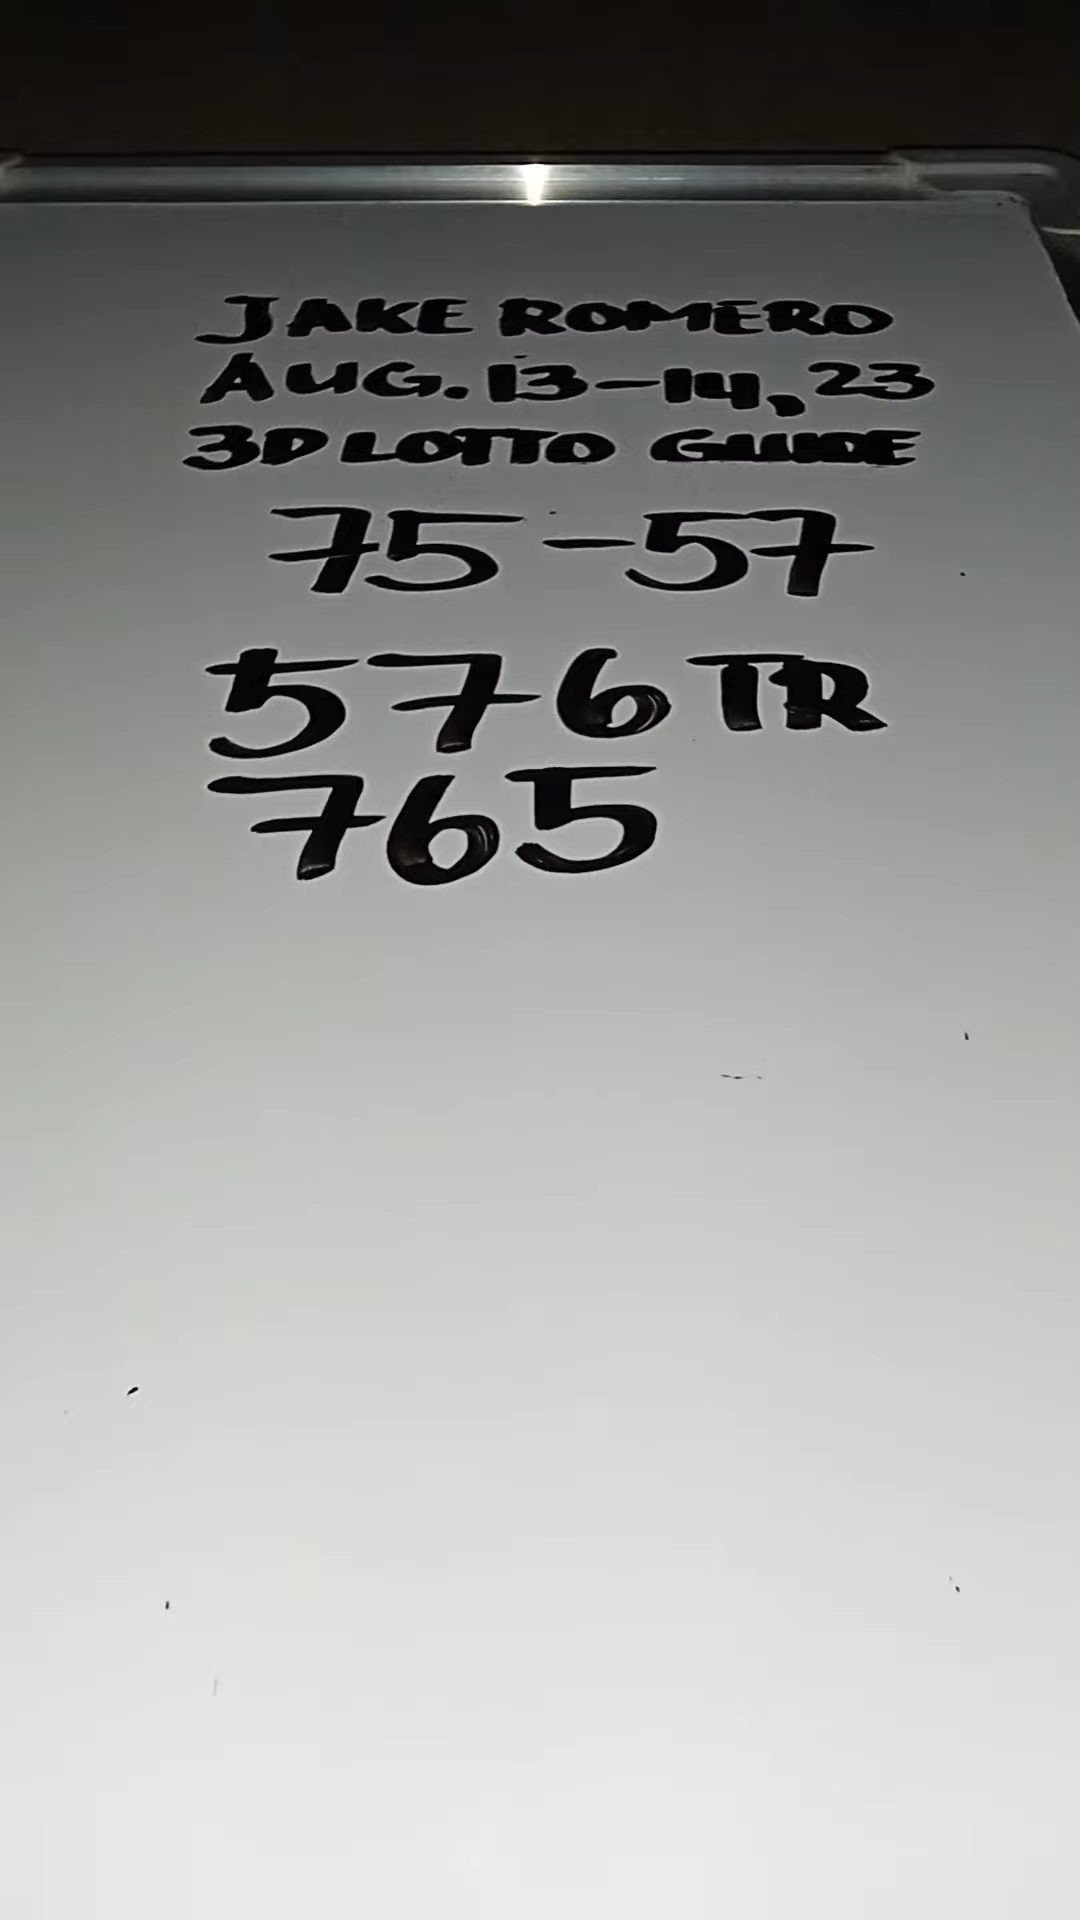 JAKE ROMERO
AUG. 13-14, 23
3D LOTTO GUIDE
75-57
576 TR
765